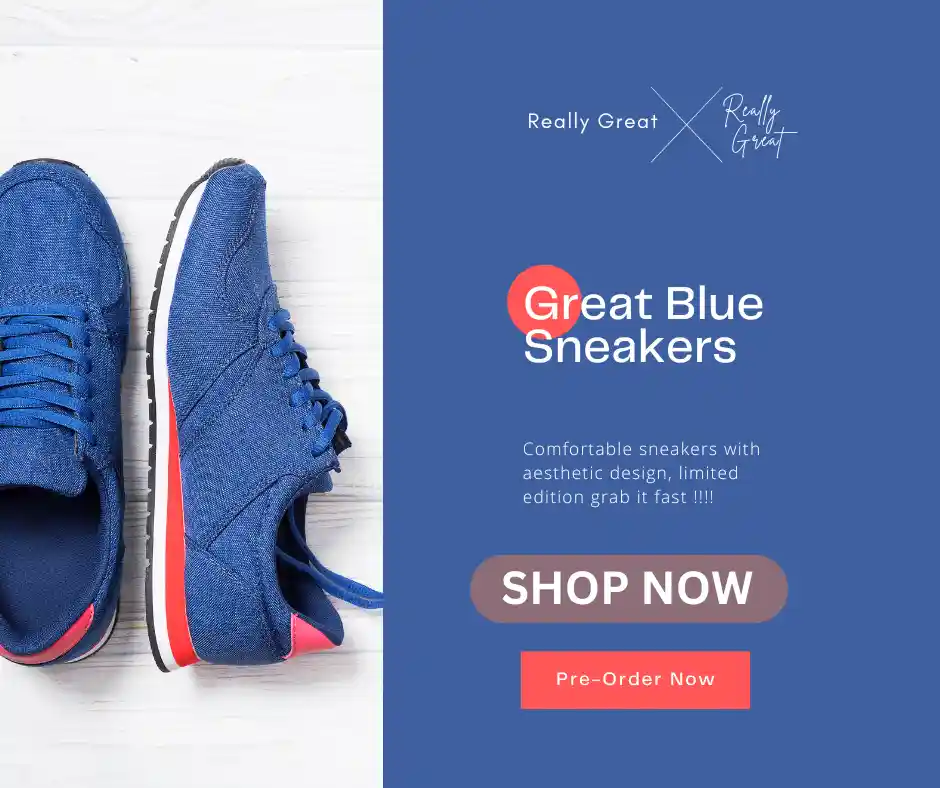 Really Great
Really
Great
Great Blue
Sneakers
Comfortable sneakers with
aesthetic design, limited
edition grab it fast !!!!
SHOP NOW
Pre-Order Now